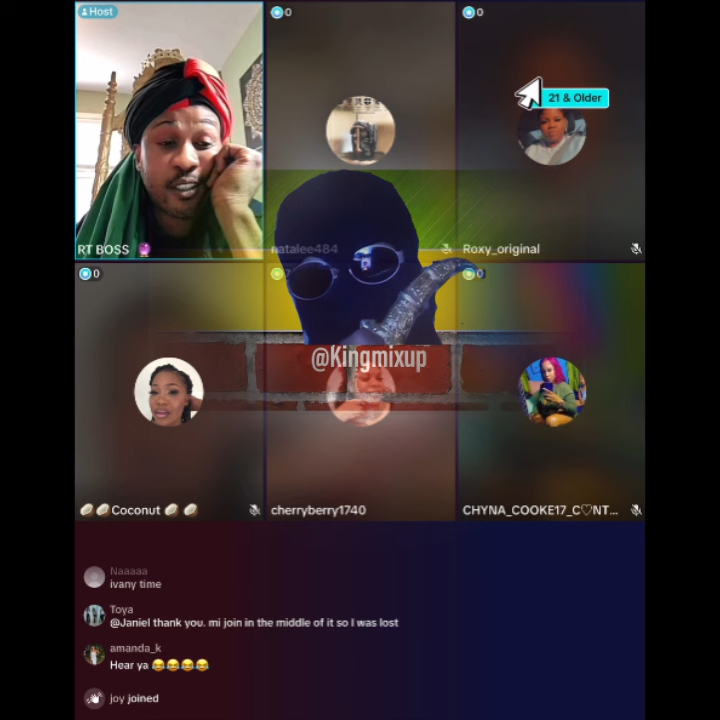 Host
0
0
21 & Older
RT BOSS 🔮
natalee484
Roxy_original
0
@Kingmixup
🥥🥥Coconut🥥🥥
cherryberry1740
CHYNA_COOKE17_C♡NT...
Naaaaa
ivany time
Toya
@Janiel thank you. mi join in the middle of it so I was lost
amanda_k
Hear ya 😂😂😂😂
joy joined